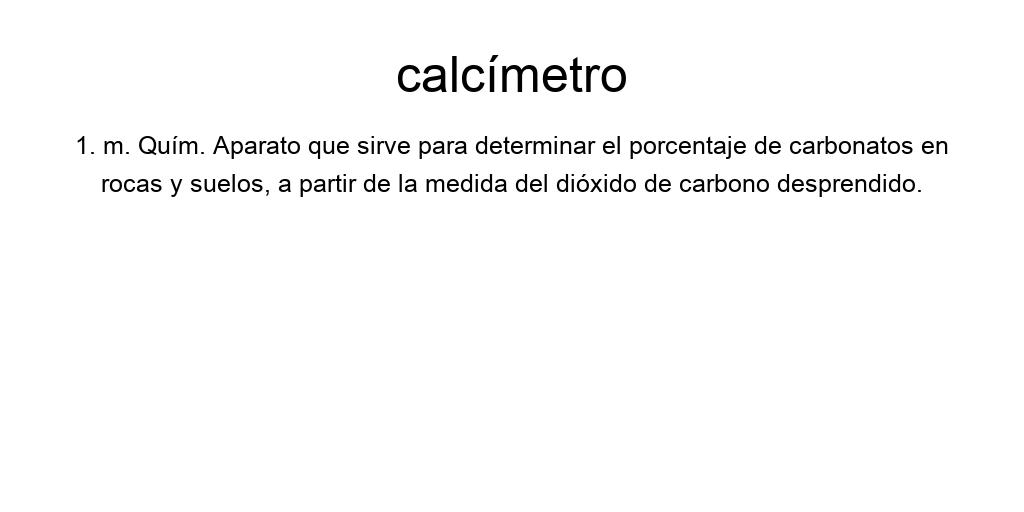 calcímetro
1. m. Quím. Aparato que sirve para determinar el porcentaje de carbonatos en
rocas y suelos, a partir de la medida del dióxido de carbono desprendido.